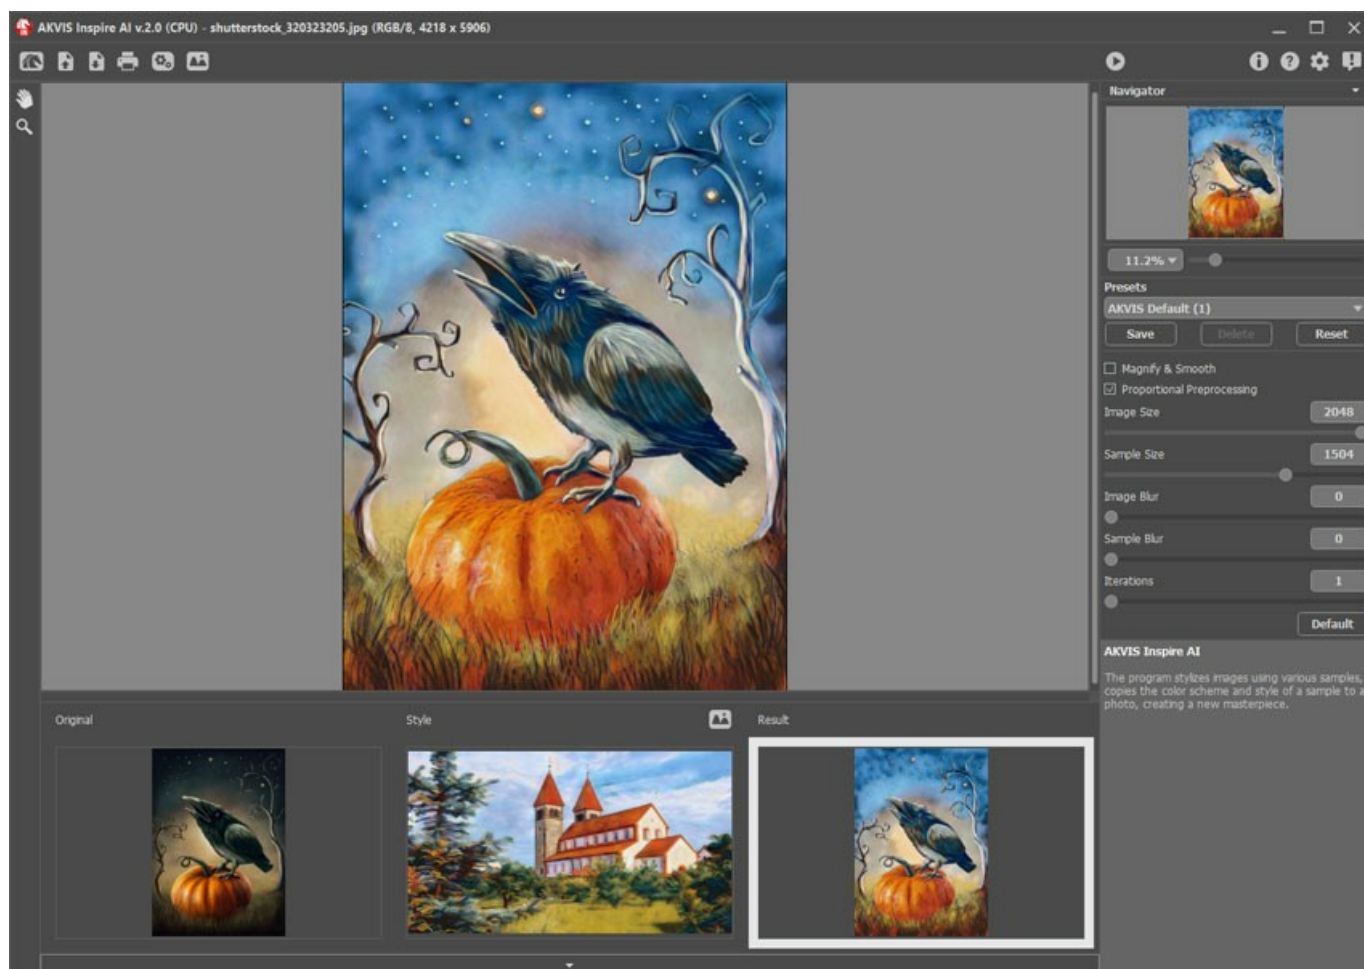 AKVIS Inspire AI v.2.0 (CPU) - shutterstock_320323205.jpg (RGB/8, 4218 x 5906)
Navigator
11.2%
Presets
AKVIS Default (1)
Save Delete Reset
Magnify & Smooth
Proportional Preprocessing
Image Size 2048
Sample Size 1504
Image Blur 0
Sample Blur 0
Iterations 1
Default
AKVIS Inspire AI
The program stylizes images using various samples,
copies the color scheme and style of a sample to a
photo, creating a new masterpiece.
Original Style Result